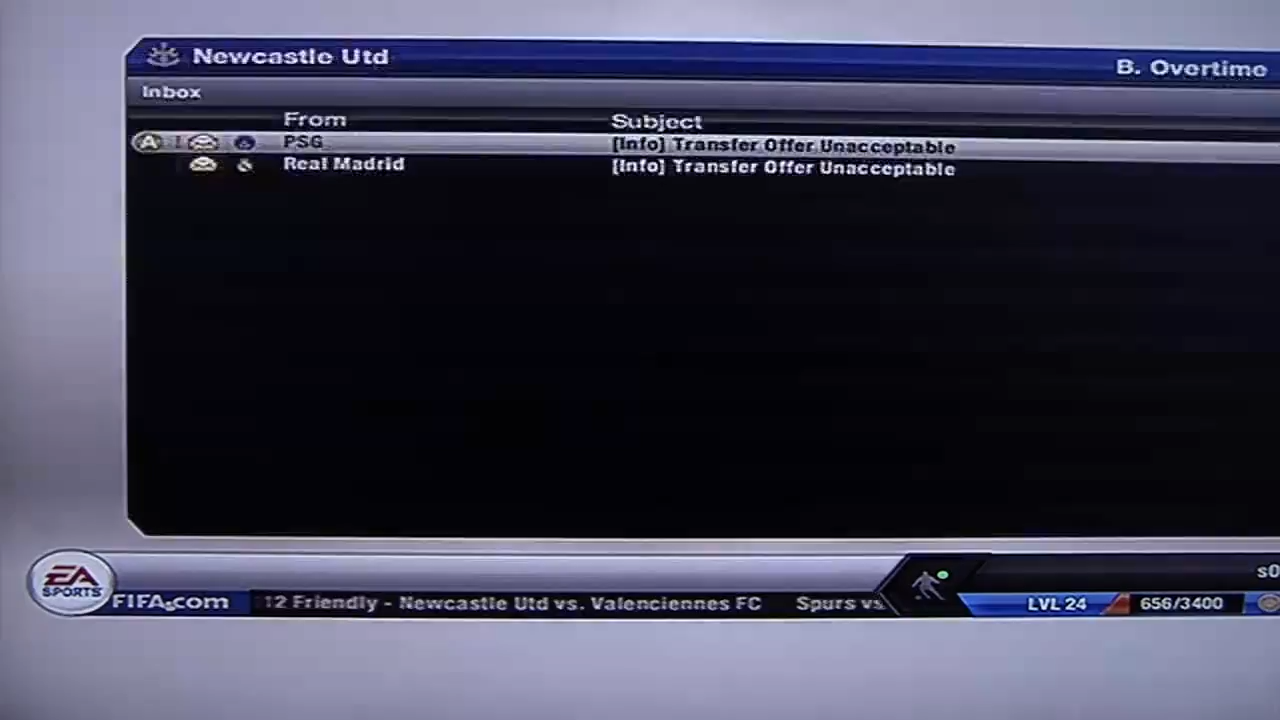 Newcastle Utd
B. Overtime
Inbox
From Subject
A PSG [Info] Transfer Offer Unacceptable
Real Madrid [Info] Transfer Offer Unacceptable
EA SPORTS
FIFA.com
12 Friendly - Newcastle Utd vs. Valenciennes FC Spurs vs.
LVL 24
656/3400